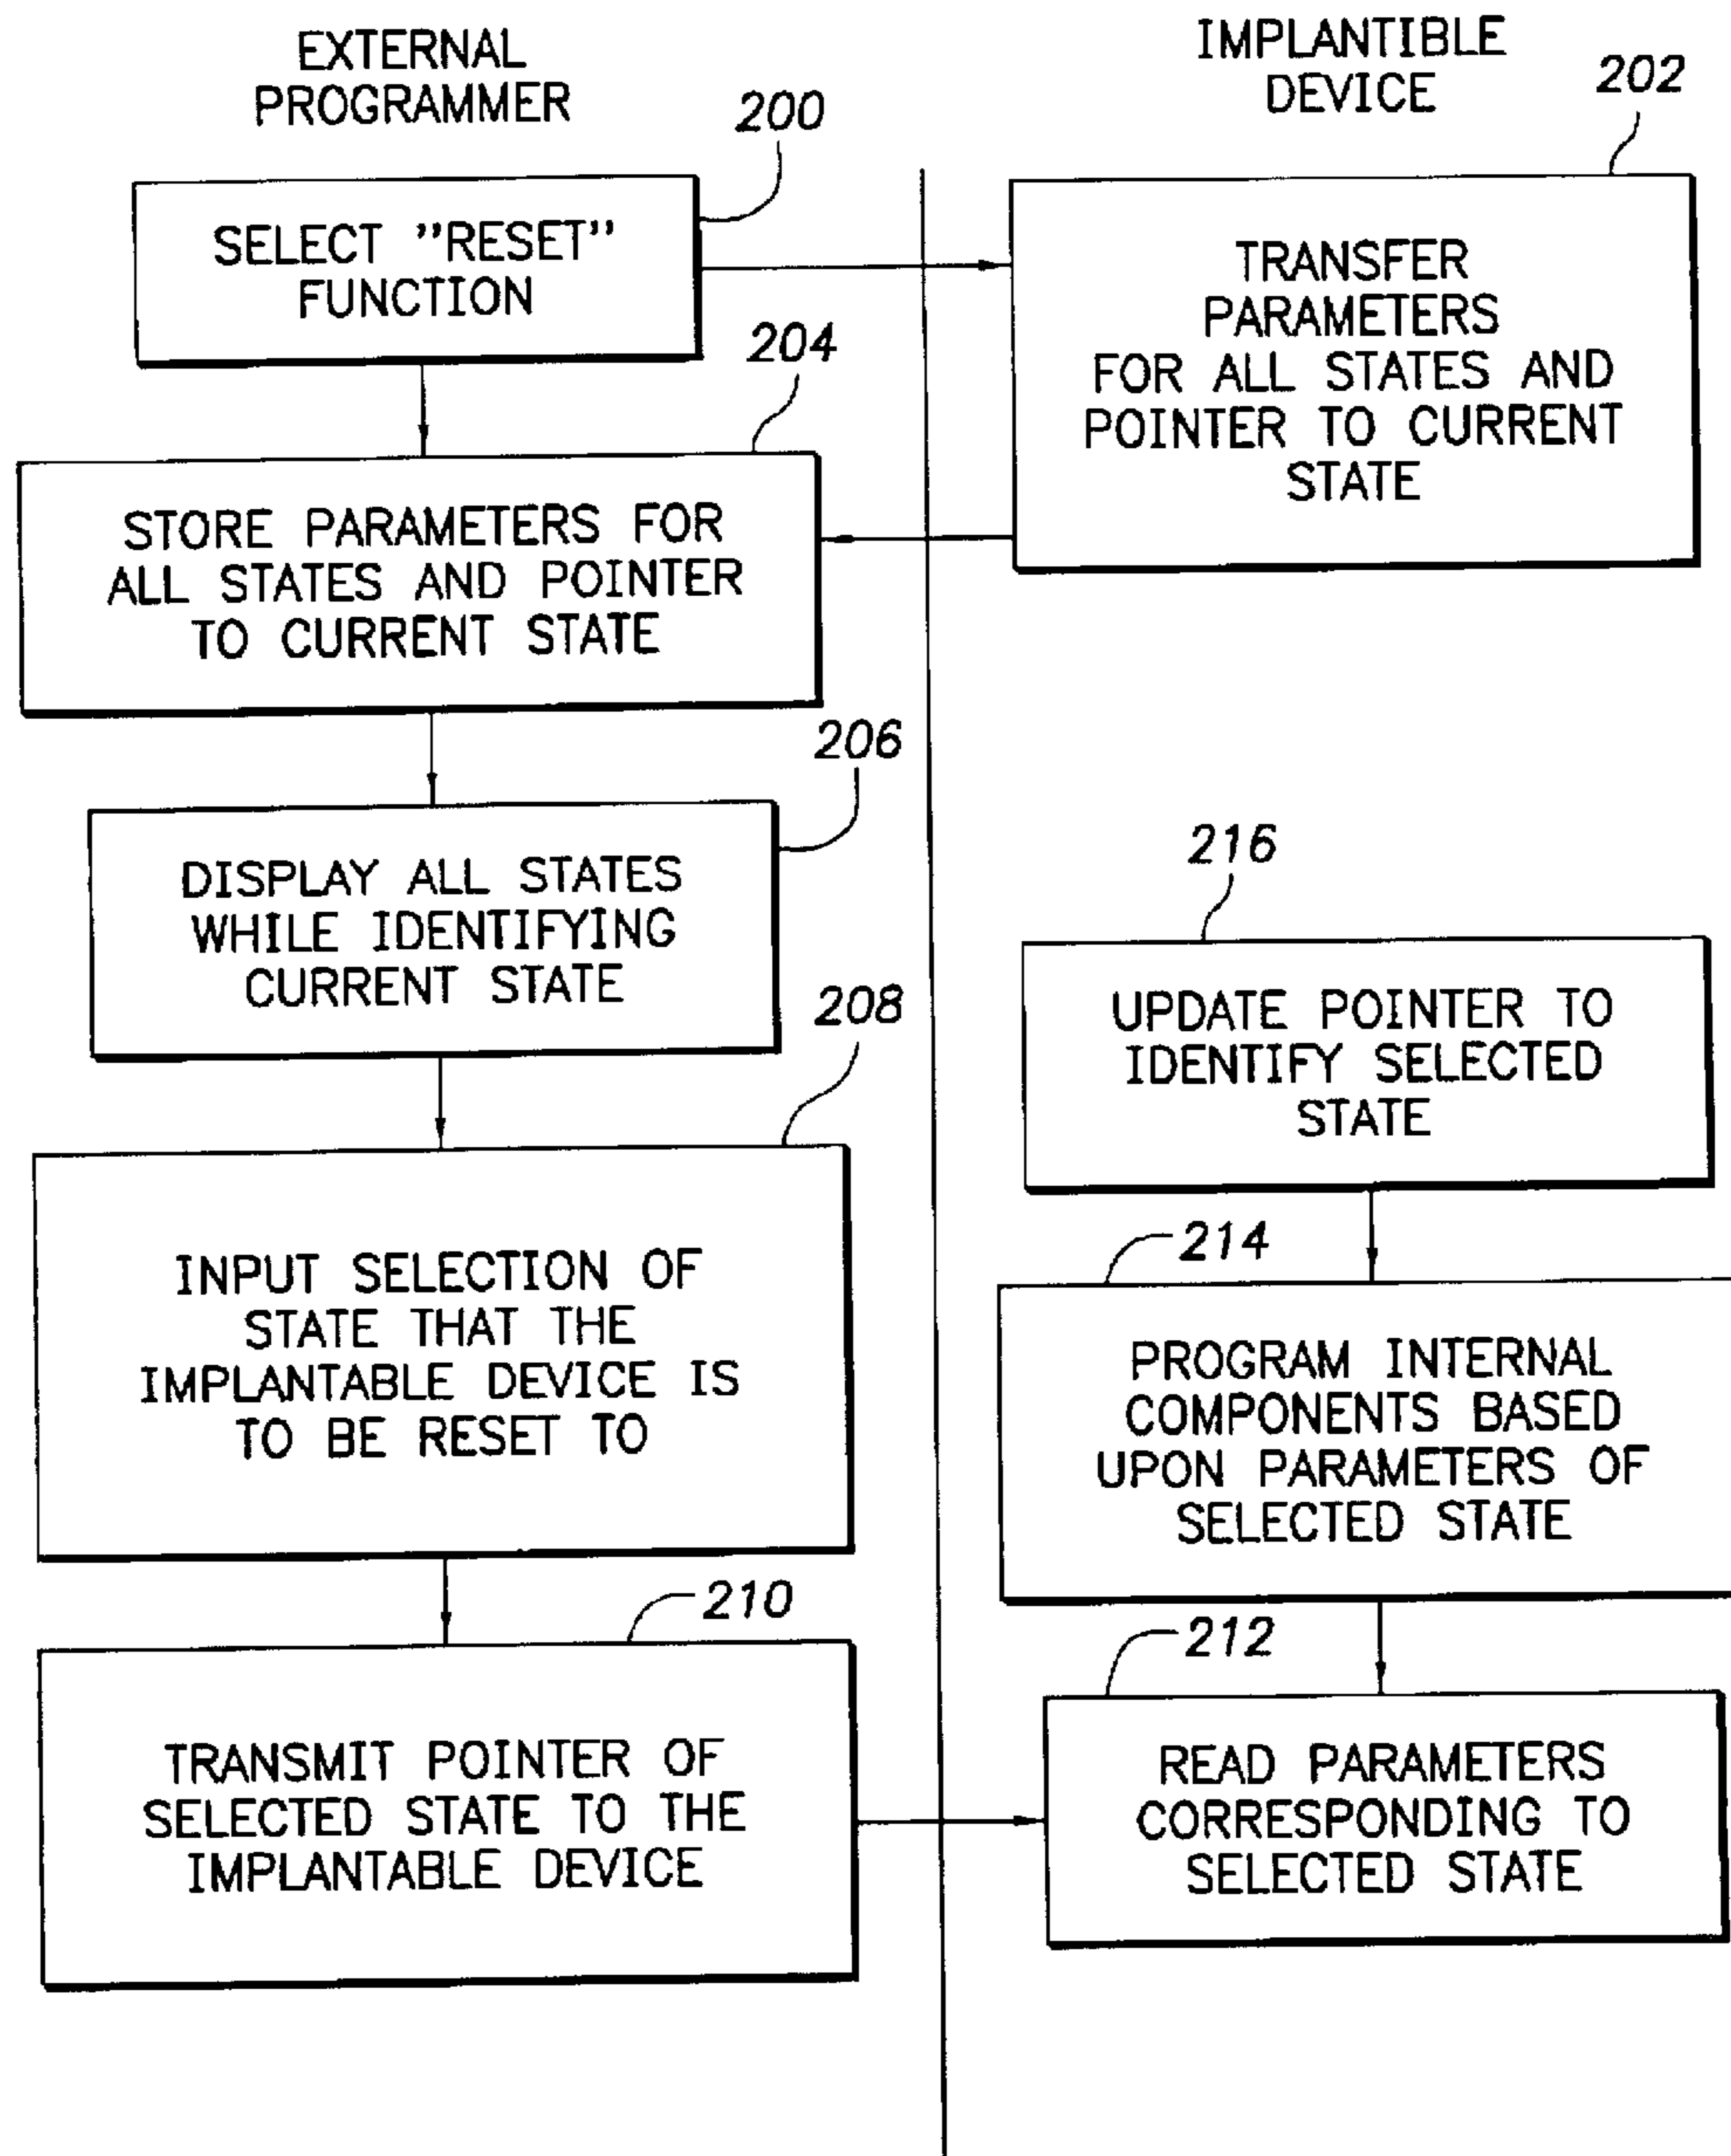 EXTERNAL
PROGRAMMER
200
SELECT "RESET"
FUNCTION
IMPLANTIBLE
DEVICE
202
TRANSFER
PARAMETERS
FOR ALL STATES AND
POINTER TO CURRENT
STATE
204
STORE PARAMETERS FOR
ALL STATES AND POINTER
TO CURRENT STATE
206
DISPLAY ALL STATES
WHILE IDENTIFYING
CURRENT STATE
208
INPUT SELECTION OF
STATE THAT THE
IMPLANTABLE DEVICE IS
TO BE RESET TO
210
TRANSMIT POINTER OF
SELECTED STATE TO THE
IMPLANTABLE DEVICE
216
UPDATE POINTER TO
IDENTIFY SELECTED
STATE
214
PROGRAM INTERNAL
COMPONENTS BASED
UPON PARAMETERS OF
SELECTED STATE
212
READ PARAMETERS
CORRESPONDING TO
SELECTED STATE